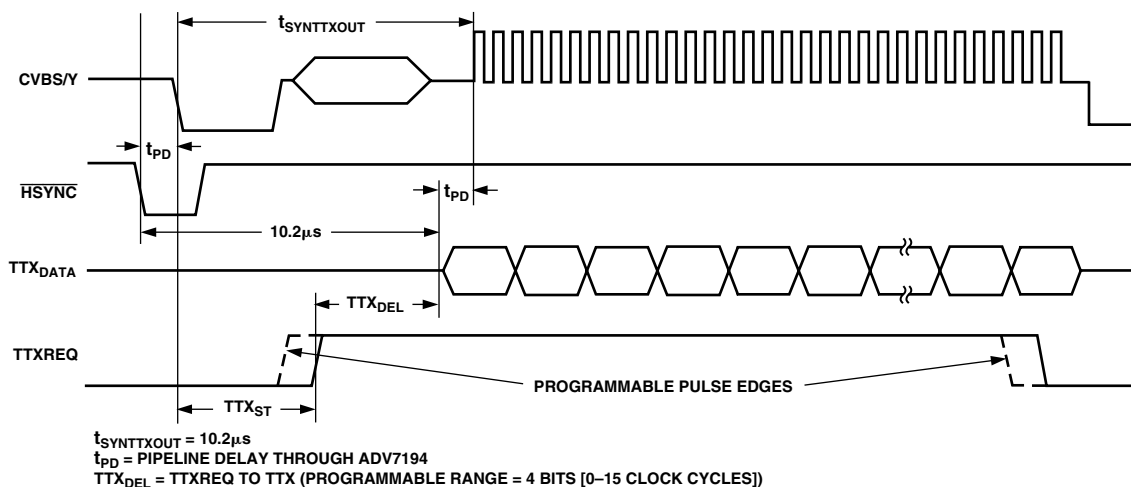 tSYNTTXOUT
CVBS/Y
tPD
HSYNC
tPD
10.2μs
TTXDATA
TTXDEL
TTXREQ
PROGRAMMABLE PULSE EDGES
TTXST
tSYNTTXOUT = 10.2μs
tPD = PIPELINE DELAY THROUGH ADV7194
TTXDEL = TTXREQ TO TTX (PROGRAMMABLE RANGE = 4 BITS [0–15 CLOCK CYCLES])